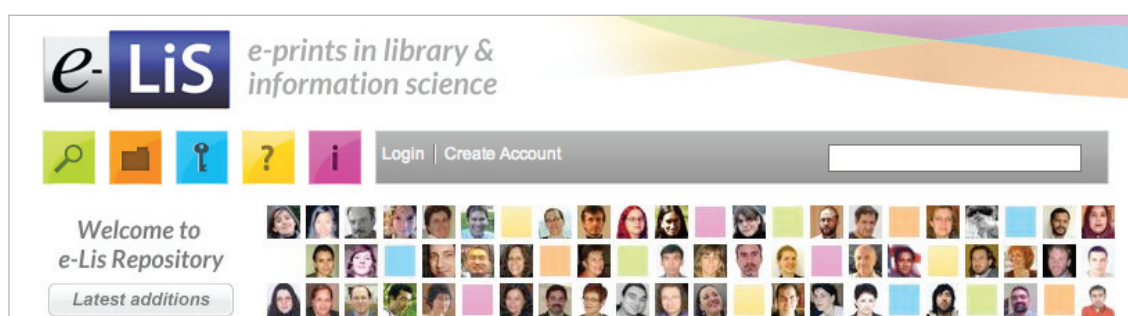 e-LiS
e-prints in library &
information science
? i
Login | Create Account
Welcome to
e-Lis Repository
Latest additions